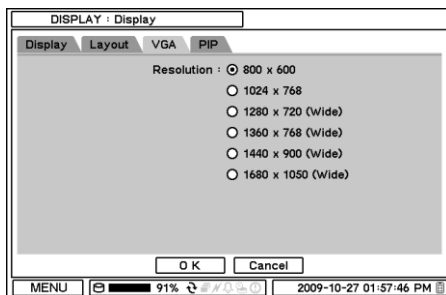 DISPLAY : Display
Display Layout VGA PIP
Resolution : 800 x 600
1024 x 768
1280 x 720 (Wide)
1360 x 768 (Wide)
1440 x 900 (Wide)
1680 x 1050 (Wide)
O K Cancel
MENU 91% 2009-10-27 01:57:46 PM